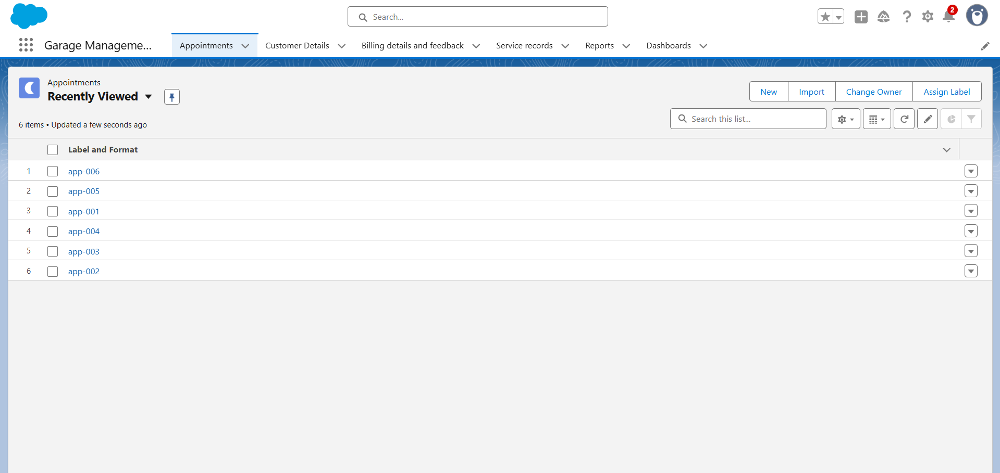 Search...
2
Garage Manageme...
Appointments
Customer Details
Billing details and feedback
Service records
Reports
Dashboards
Appointments
Recently Viewed
New
Import
Change Owner
Assign Label
6 items • Updated a few seconds ago
Search this list...
Label and Format
1 app-006
2 app-005
3 app-001
4 app-004
5 app-003
6 app-002